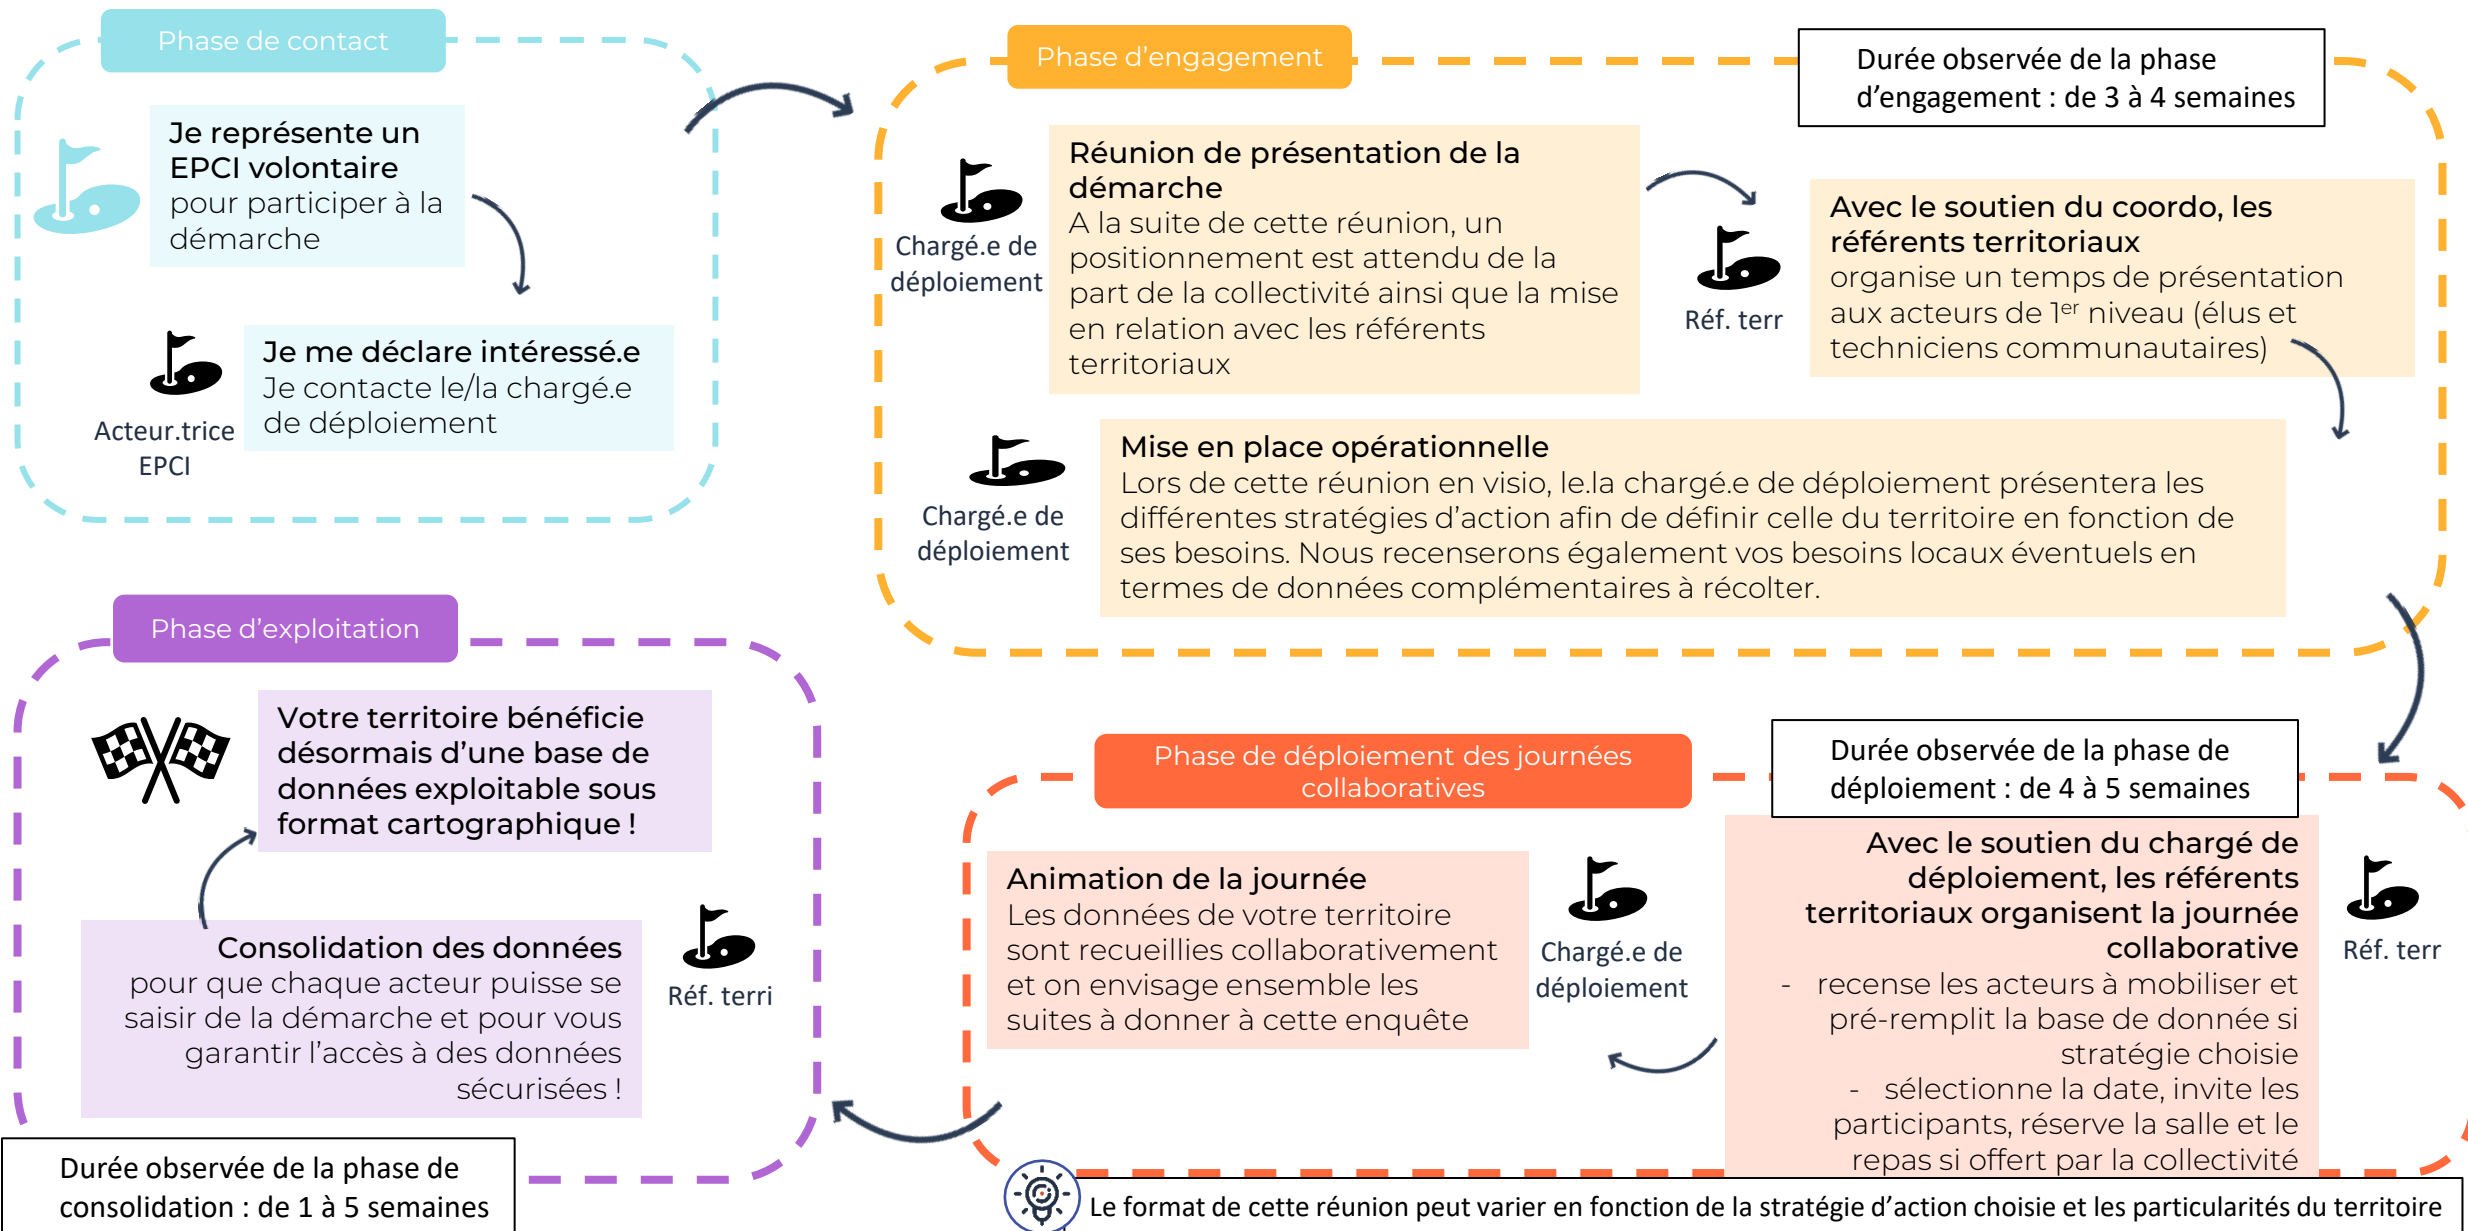 Phase de contact
Je représente un
EPCI volontaire
pour participer à la
démarche
Je me déclare intéressé.e
Je contacte le/la chargé.e
de déploiement
Acteur.trice
EPCI
Phase d’engagement
Durée observée de la phase
d’engagement : de 3 à 4 semaines
Réunion de présentation de la
démarche
A la suite de cette réunion, un
positionnement est attendu de la
part de la collectivité ainsi que la mise
en relation avec les référents
territoriaux
Chargé.e de
déploiement
Avec le soutien du coordo, les
référents territoriaux
organise un temps de présentation
aux acteurs de 1er niveau (élus et
techniciens communautaires)
Réf. terr
Mise en place opérationnelle
Lors de cette réunion en visio, le.la chargé.e de déploiement présentera les
différentes stratégies d’action afin de définir celle du territoire en fonction de
ses besoins. Nous recenserons également vos besoins locaux éventuels en
termes de données complémentaires à récolter.
Chargé.e de
déploiement
Phase de déploiement des journées
collaboratives
Durée observée de la phase de
déploiement : de 4 à 5 semaines
Avec le soutien du chargé de
déploiement, les référents
territoriaux organisent la journée
collaborative
- recense les acteurs à mobiliser et
pré-remplit la base de donnée si
stratégie choisie
- sélectionne la date, invite les
participants, réserve la salle et le
repas si offert par la collectivité
Réf. terr
Animation de la journée
Les données de votre territoire
sont recueillies collaborativement
et on envisage ensemble les
suites à donner à cette enquête
Chargé.e de
déploiement
Le format de cette réunion peut varier en fonction de la stratégie d’action choisie et les particularités du territoire
Phase d’exploitation
Votre territoire bénéficie
désormais d’une base de
données exploitable sous
format cartographique !
Consolidation des données
pour que chaque acteur puisse se
saisir de la démarche et pour vous
garantir l’accès à des données
sécurisées !
Réf. terri
Durée observée de la phase de
consolidation : de 1 à 5 semaines